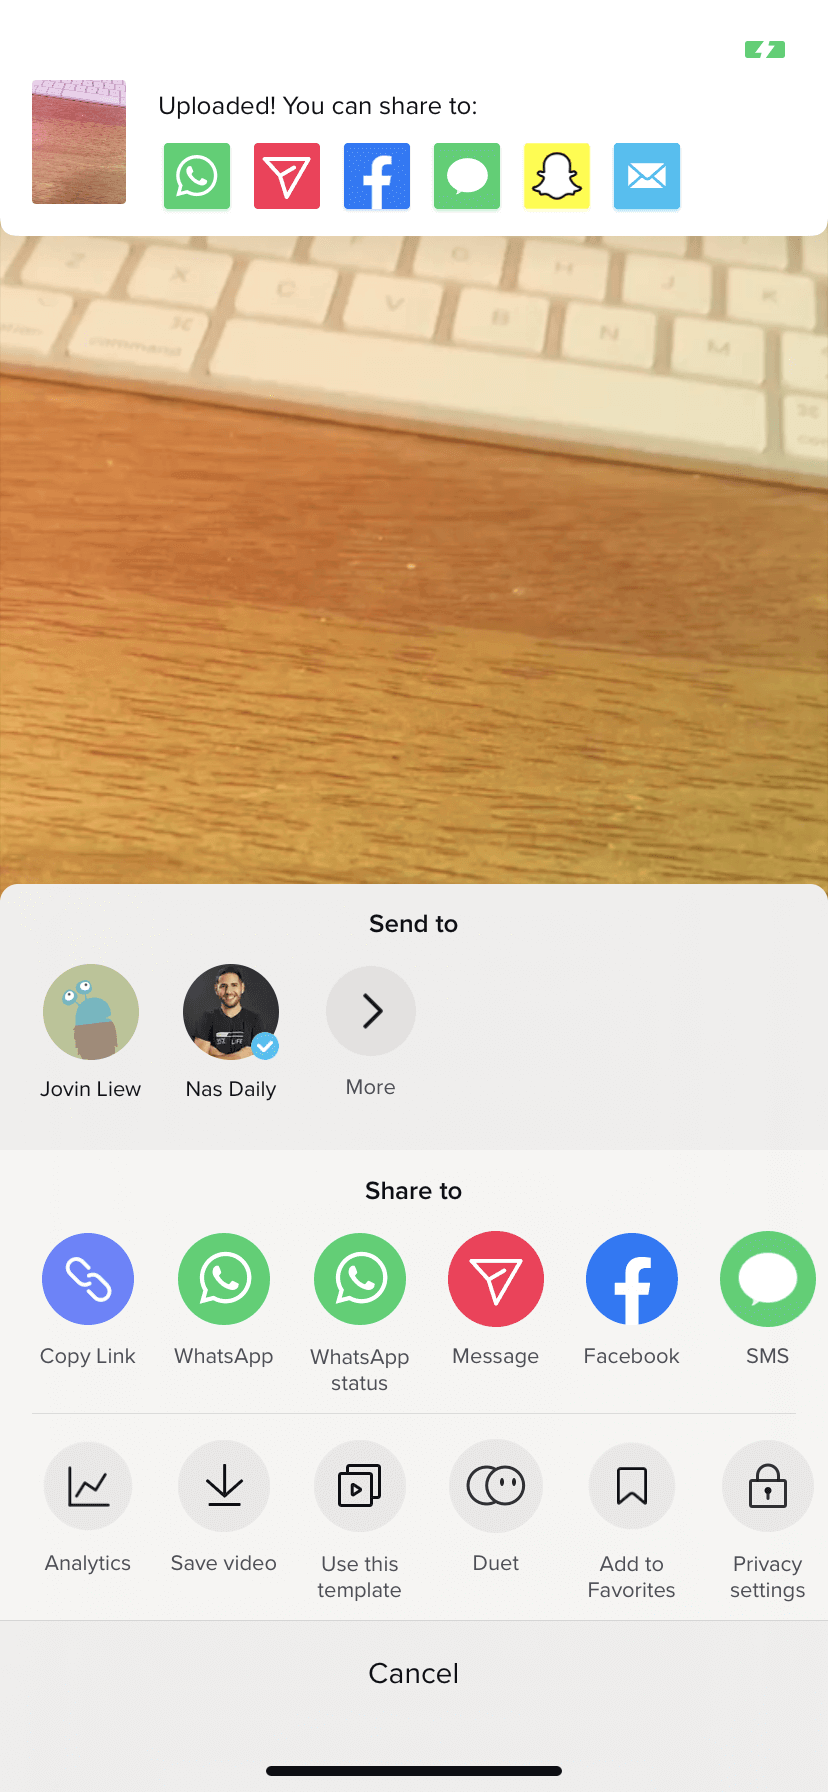 Uploaded! You can share to:
Z X C G H J K
V B N M
command
Send to
Jovin Liew
Nas Daily
More
Share to
Copy Link
WhatsApp
WhatsApp
status
Message
Facebook
SMS
Analytics
Save video
Use this
template
Duet
Add to
Favorites
Privacy
settings
Cancel